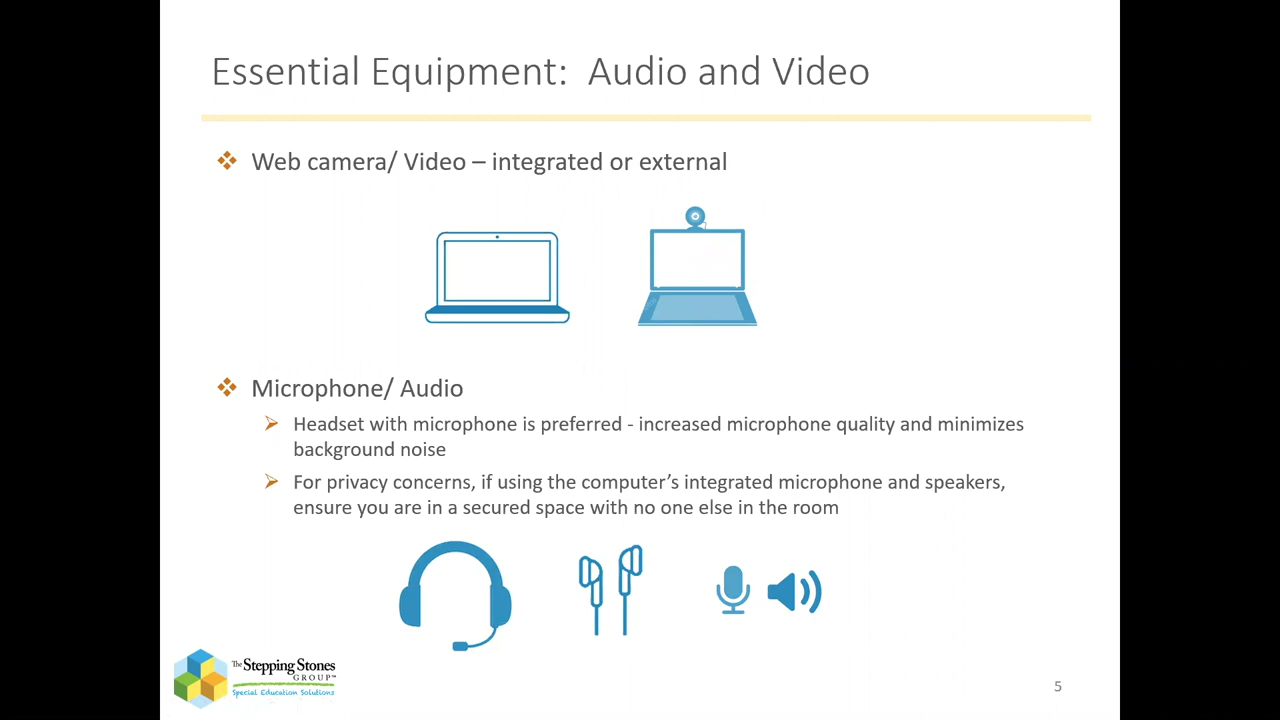 Essential Equipment:  Audio and Video
Web camera/ Video – integrated or external
Microphone/ Audio
Headset with microphone is preferred - increased microphone quality and minimizes
background noise
For privacy concerns, if using the computer’s integrated microphone and speakers,
ensure you are in a secured space with no one else in the room
The Stepping Stones
GROUP™
Special Education Solutions
5